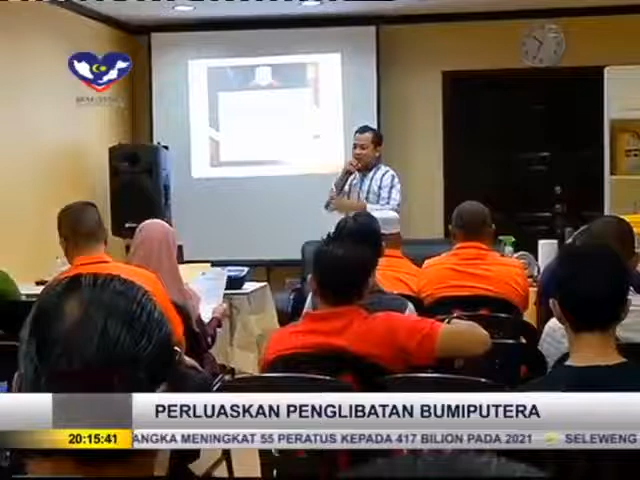 PERLUASKAN PENGLIBATAN BUMIPUTERA
20:15:41
ANGKA MENINGKAT 55 PERATUS KEPADA 417 BILION PADA 2021
SELEWENG